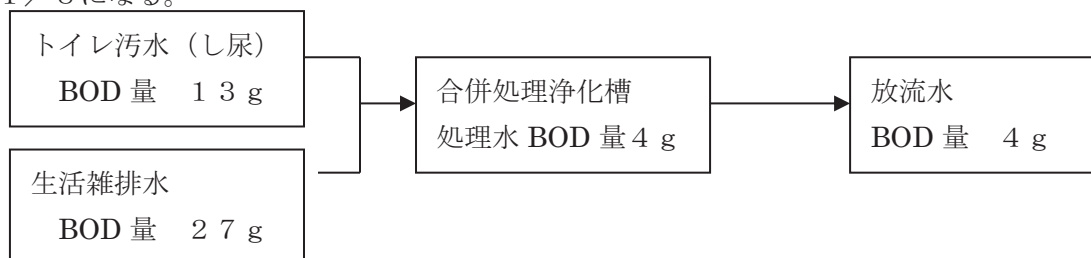 トイレ汚水（し尿）
BOD 量　１３ｇ
生活雑排水
BOD 量　２７ｇ
合併処理浄化槽
処理水 BOD 量４ｇ
放流水
BOD 量　４ｇ